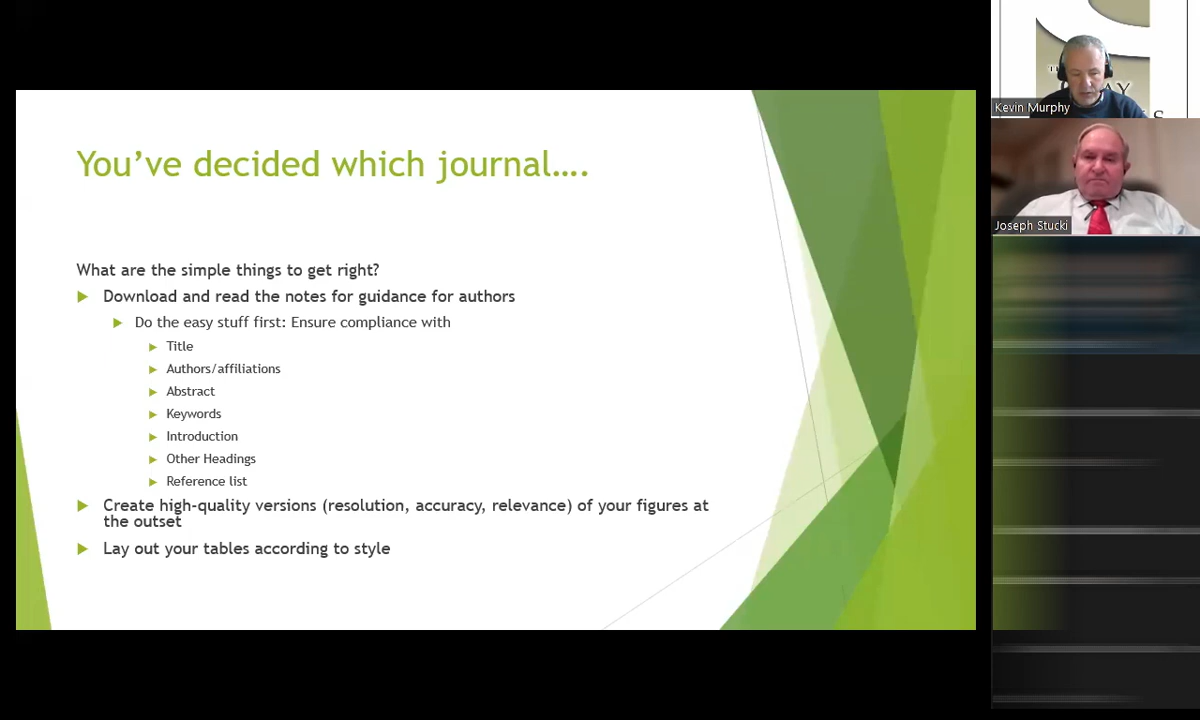 You’ve decided which journal….
What are the simple things to get right?
Download and read the notes for guidance for authors
Do the easy stuff first: Ensure compliance with
Title
Authors/affiliations
Abstract
Keywords
Introduction
Other Headings
Reference list
Create high-quality versions (resolution, accuracy, relevance) of your figures at
the outset
Lay out your tables according to style
Kevin Murphy
Joseph Stucki